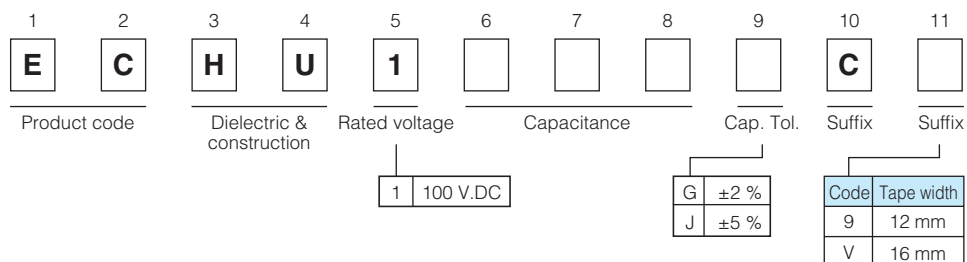 1 2 3 4 5 6 7 8 9 10 11
E C H U 1 C
Product code Dielectric & construction Rated voltage Capacitance Cap. Tol. Suffix Suffix
1 100 V.DC
G ±2 %
J ±5 %
Code Tape width
9 12 mm
V 16 mm